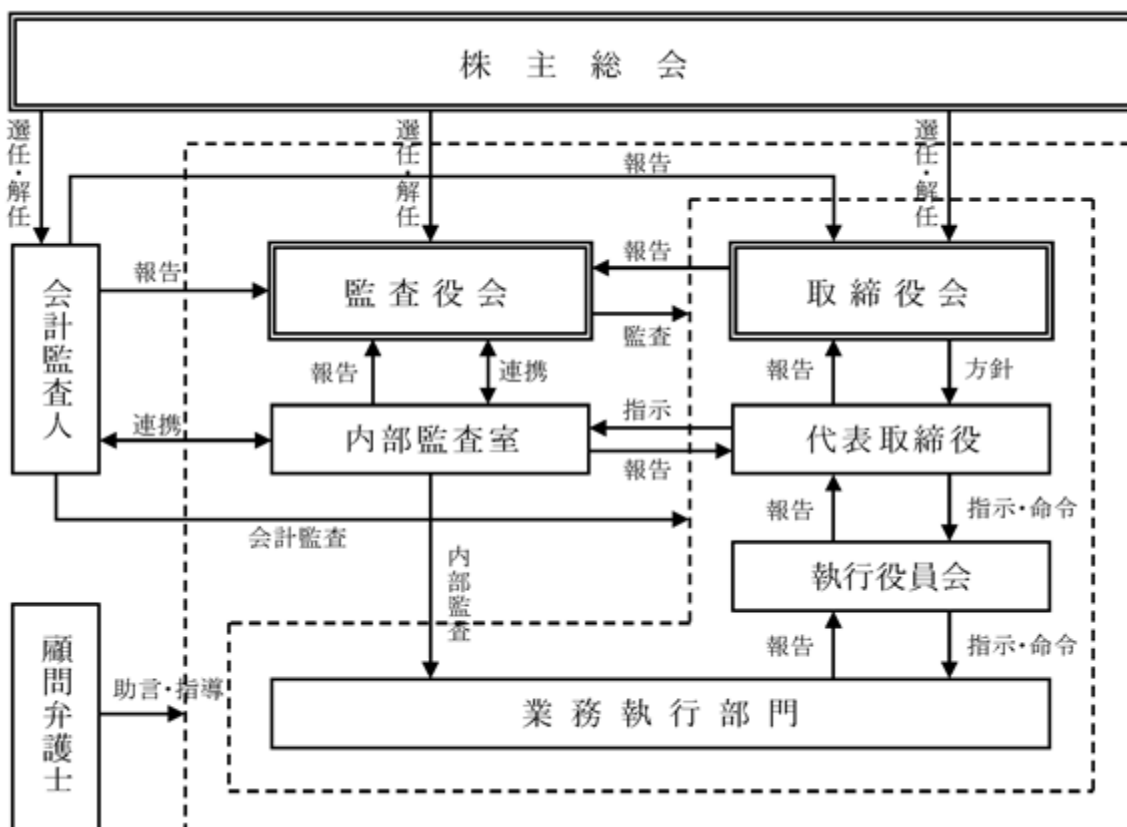 株主総会
選任・解任
選任・解任
選任・解任
報告
会計監査人
報告
監査役会
報告
監査
取締役会
報告
連携
報告
方針
連携
内部監査室
指示
報告
代表取締役
会計監査
報告
指示・命令
内部監査
執行役員会
顧問弁護士
報告
指示・命令
助言・指導
業務執行部門